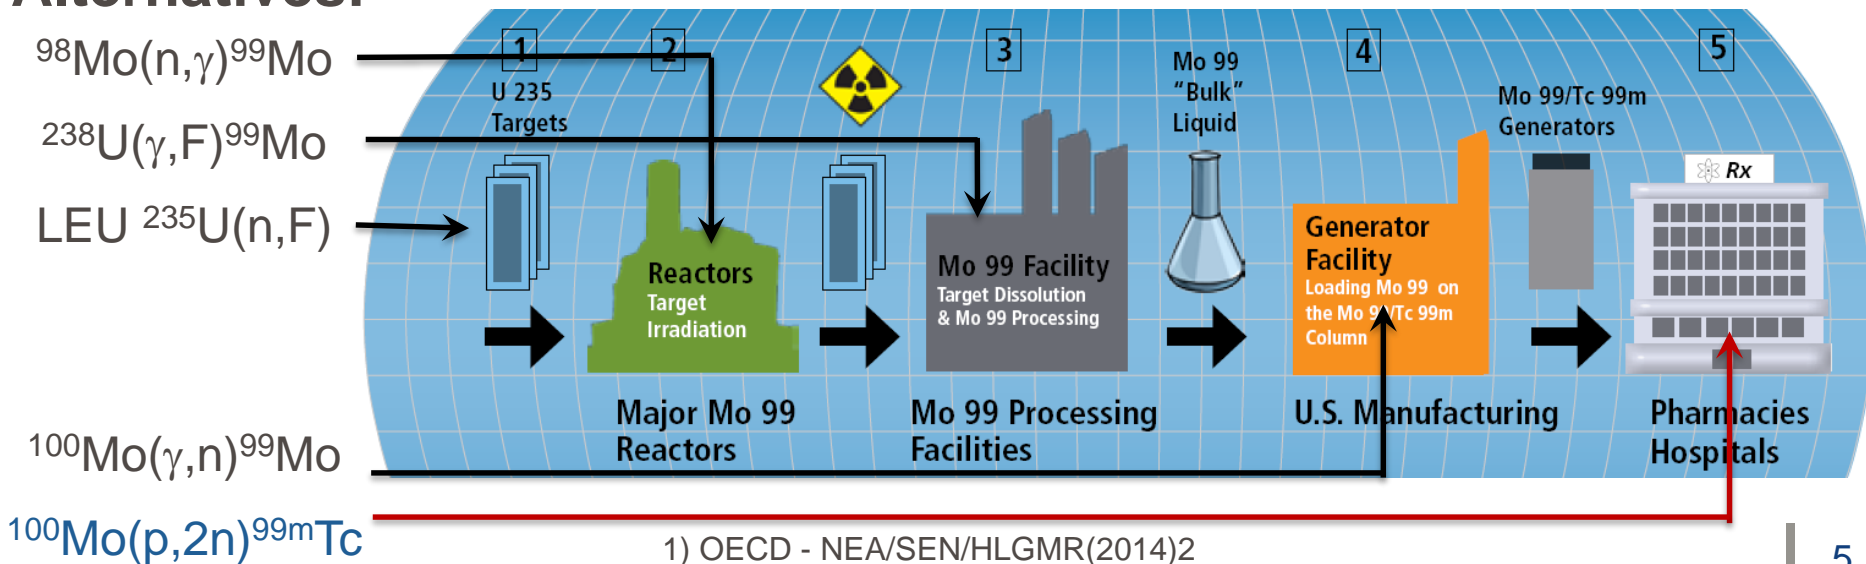 Alternatives:
⁹⁸Mo(n,γ)⁹⁹Mo
²³⁸U(γ,F)⁹⁹Mo
LEU ²³⁵U(n,F)
¹⁰⁰Mo(γ,n)⁹⁹Mo
¹⁰⁰Mo(p,2n)⁹⁹ᵐTc
1
U 235
Targets
2
Reactors
Target
Irradiation
Major Mo 99
Reactors
3
Mo 99 Facility
Target Dissolution
& Mo 99 Processing
Mo 99 Processing
Facilities
Mo 99
“Bulk”
Liquid
4
Generator
Facility
Loading Mo 99 on
the Mo 99/Tc 99m
Column
U.S. Manufacturing
Mo 99/Tc 99m
Generators
5
Rx
Pharmacies
Hospitals
1) OECD - NEA/SEN/HLGMR(2014)2
5